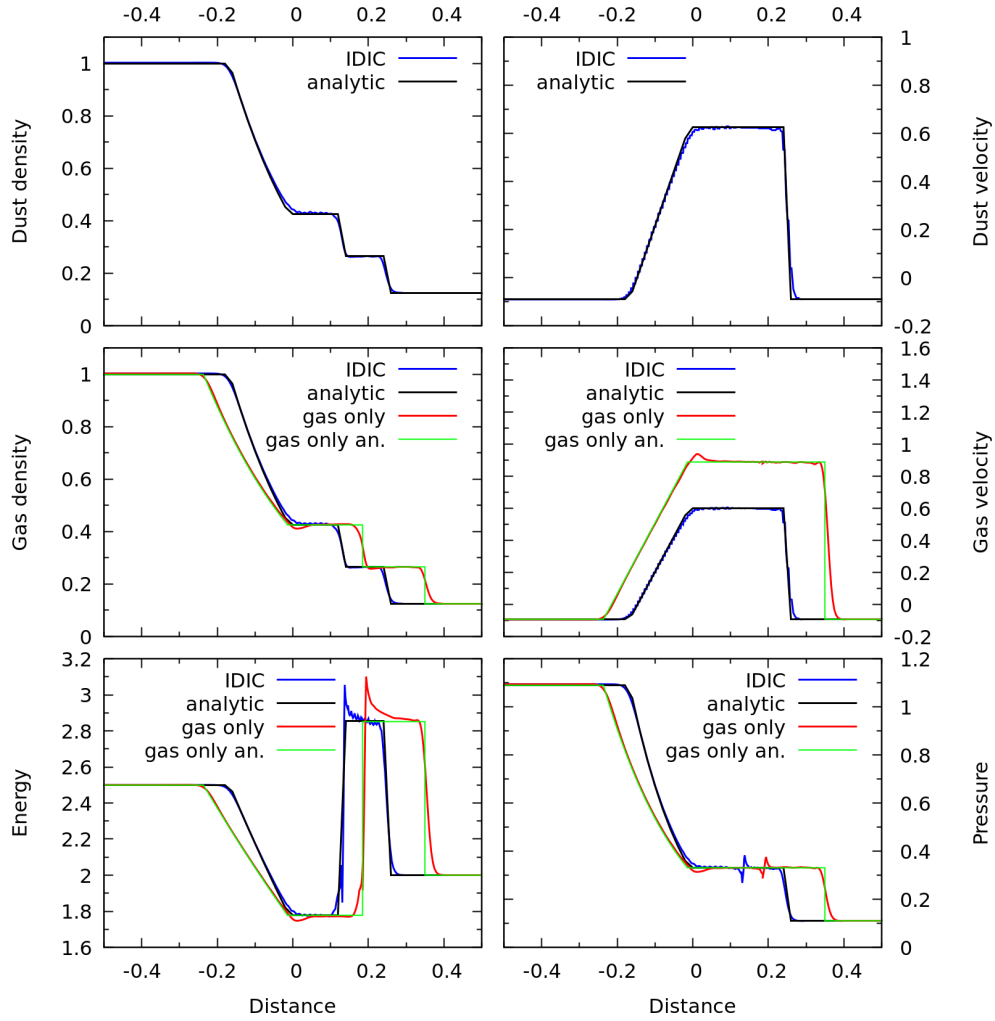 -0.4 -0.2 0 0.2 0.4 -0.4 -0.2 0 0.2 0.4
Dust density
1
0.8
0.6
0.4
0.2
0
IDIC
analytic
IDIC
analytic
1
0.8
0.6
0.4
0.2
0
-0.2
Dust velocity
Gas density
1
0.8
0.6
0.4
0.2
0
IDIC
analytic
gas only
gas only an.
IDIC
analytic
gas only
gas only an.
1.6
1.4
1.2
1
0.8
0.6
0.4
0.2
0
-0.2
Gas velocity
Energy
3.2
3
2.8
2.6
2.4
2.2
2
1.8
1.6
IDIC
analytic
gas only
gas only an.
IDIC
analytic
gas only
gas only an.
1.2
1
0.8
0.6
0.4
0.2
0
Pressure
-0.4 -0.2 0 0.2 0.4 -0.4 -0.2 0 0.2 0.4
Distance Distance